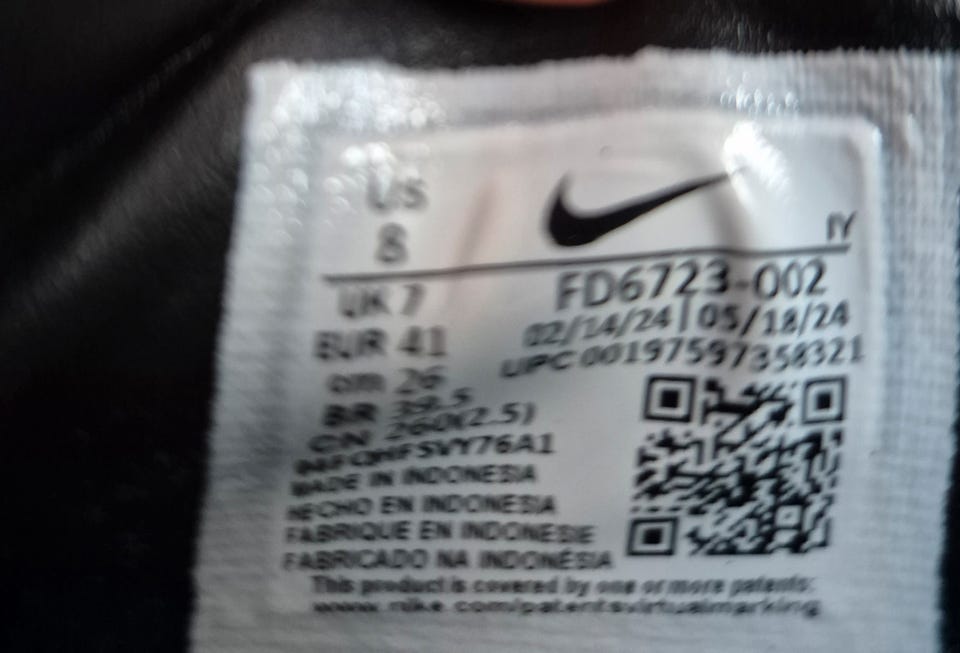 US
8
IY
UK 7
EUR 41
cm 26
BR 39.5
CN 260(2.5)
FD6723-002
02/14/24 | 05/18/24
UPC 00197597358321
MADE IN INDONESIA
HECHO EN INDONESIA
FABRIQUE EN INDONESIE
FABRICADO NA INDONÉSIA
This product is covered by one or more patents:
www.nike.com/patentsvirtualmarking